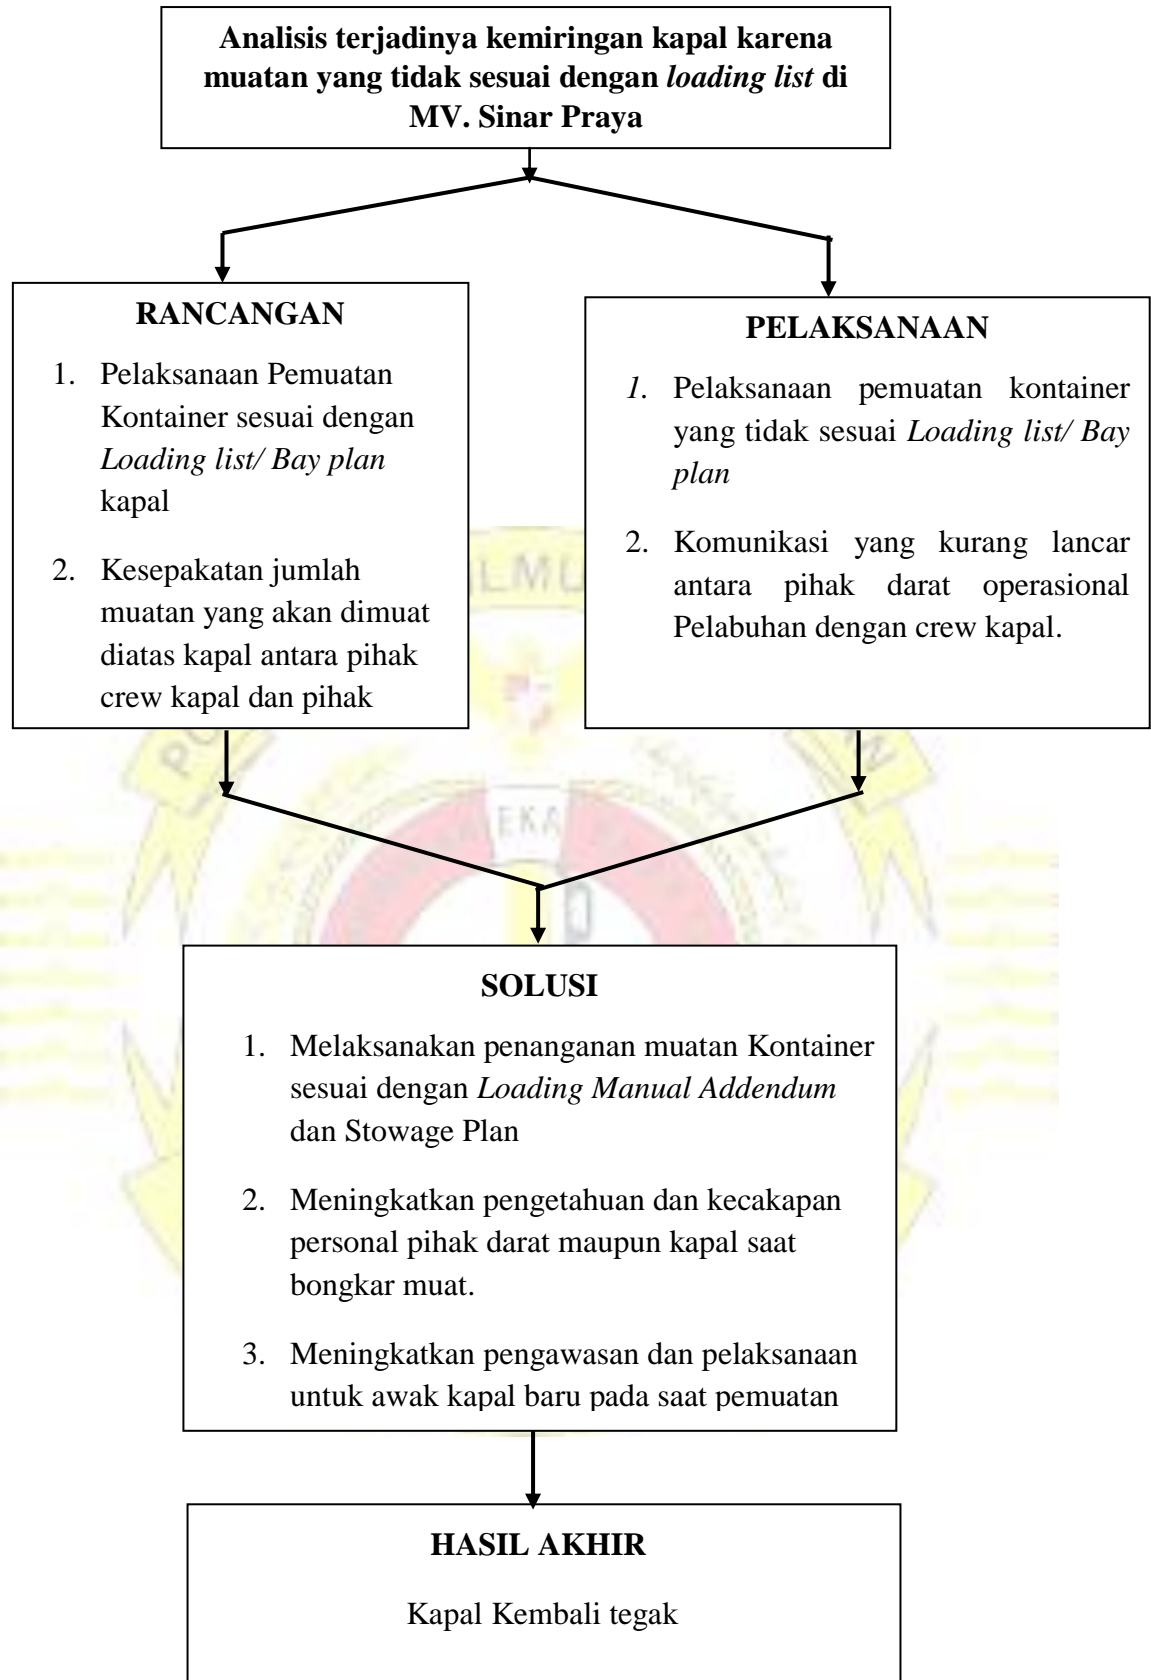 Analisis terjadinya kemiringan kapal karena
muatan yang tidak sesuai dengan loading list di
MV. Sinar Praya
RANCANGAN
1. Pelaksanaan Pemuatan
Kontainer sesuai dengan
Loading list/ Bay plan
kapal
2. Kesepakatan jumlah
muatan yang akan dimuat
diatas kapal antara pihak
crew kapal dan pihak
PELAKSANAAN
1. Pelaksanaan pemuatan kontainer
yang tidak sesuai Loading list/ Bay
plan
2. Komunikasi yang kurang lancar
antara pihak darat operasional
Pelabuhan dengan crew kapal.
EKA
SOLUSI
1. Melaksanakan penanganan muatan Kontainer
sesuai dengan Loading Manual Addendum
dan Stowage Plan
2. Meningkatkan pengetahuan dan kecakapan
personal pihak darat maupun kapal saat
bongkar muat.
3. Meningkatkan pengawasan dan pelaksanaan
untuk awak kapal baru pada saat pemuatan
HASIL AKHIR
Kapal Kembali tegak